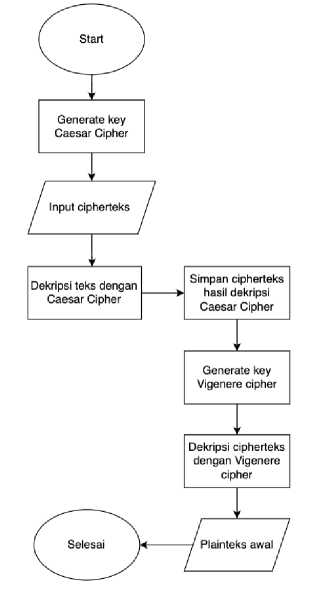 Start
Generate key
Caesar Cipher
Input cipherteks
Dekripsi teks dengan
Caesar Cipher
Simpan cipherteks
hasil dekripsi
Caesar Cipher
Generate key
Vigenere cipher
Dekripsi cipherteks
dengan Vigenere
cipher
Plainteks awal
Selesai